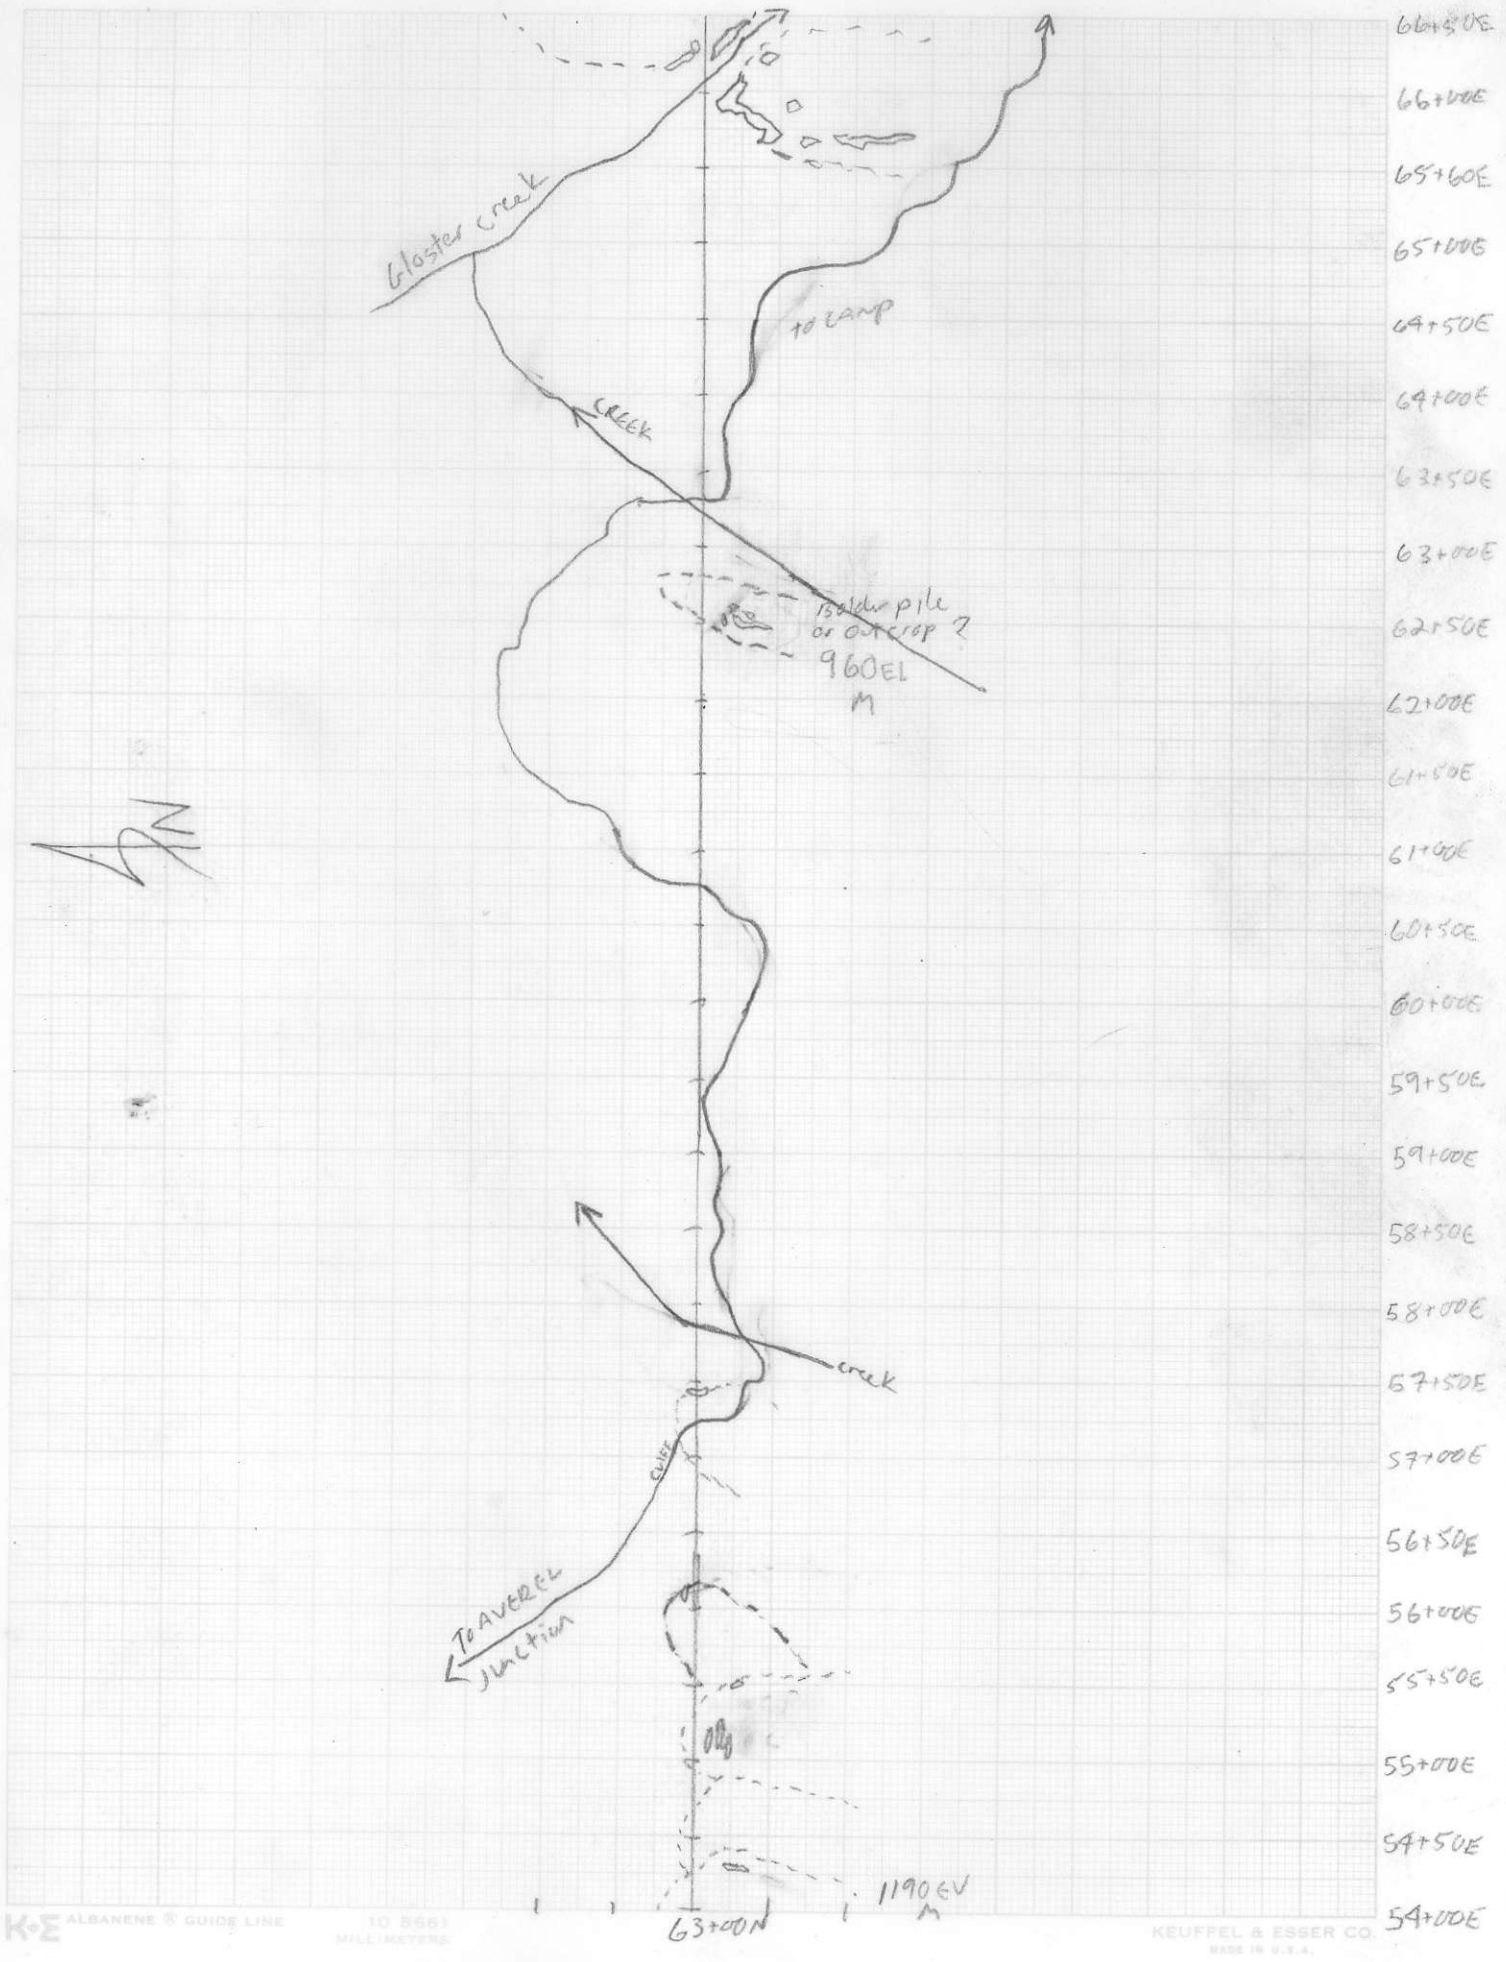 66+50E
66+00E
65+60E
Gloster creek
65+00E
to camp
64+50E
64+00E
CREEK
63+50E
63+00E
Bolder pile
or outcrop ?
62+50E
960EL
M
62+00E
61+50E
N
61+00E
60+50E
60+00E
59+50E
59+00E
58+50E
58+00E
creek
57+50E
57+00E
CLIFF
56+50E
To AVEREL
Junction
56+00E
55+50E
55+00E
54+50E
1190EV
M
54+00E
63+00N
K+E ALBANENE ® GUIDE LINE
10 5661
MILLIMETERS
KEUFFEL & ESSER CO.
MADE IN U.S.A.